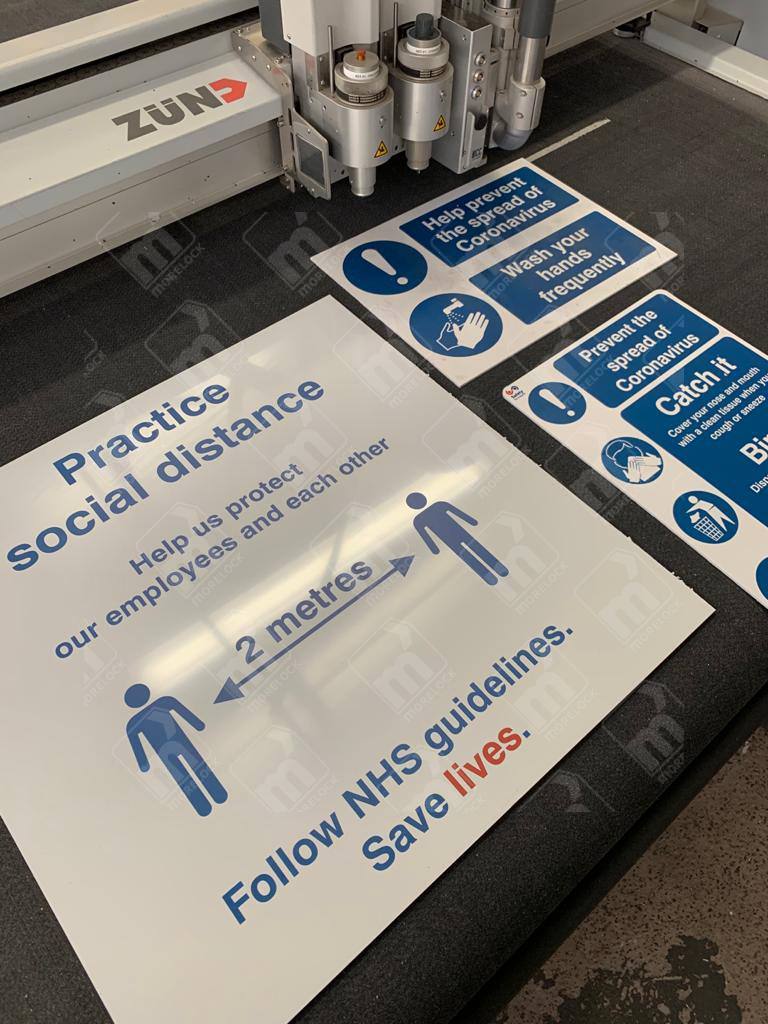 ZÜND
Help prevent
the spread of
Coronavirus
Wash your
hands
frequently
Prevent the
spread of
Coronavirus
Catch it
Cover your nose and mouth
with a clean tissue when you
cough or sneeze
Practice
social distance
Help us protect
our employees and each other
2 metres
Follow NHS guidelines.
Save lives.
m
MORELOCK